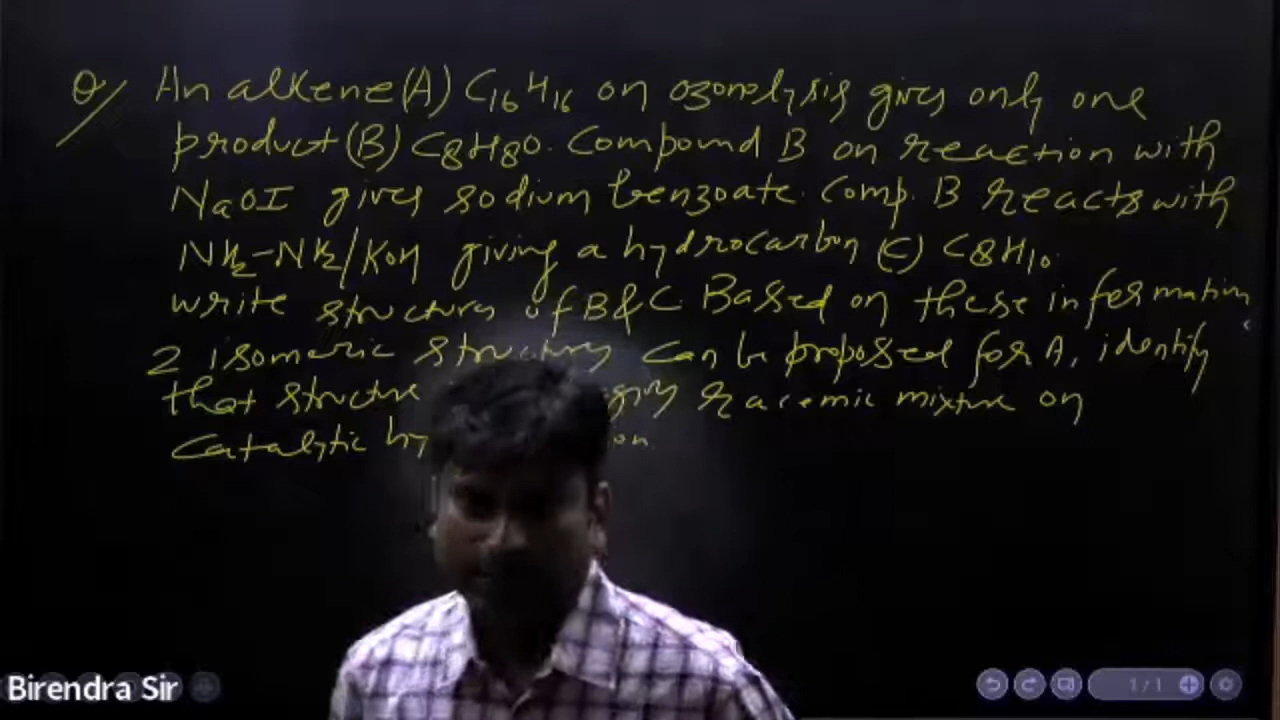 Q/ An alkene (A) C16H16 on ozonolysis gives only one
product (B) C8H8O. Compound B on reaction with
NaOI gives sodium benzoate. Comp. B reacts with
NH2-NH2/KOH giving a hydrocarbon (C) C8H10.
write structures of B & C. Based on these information
2 isomeric structures can be proposed for A, identify
that structure racemic mixture on
Catalytic hy on.
Birendra Sir
1/1